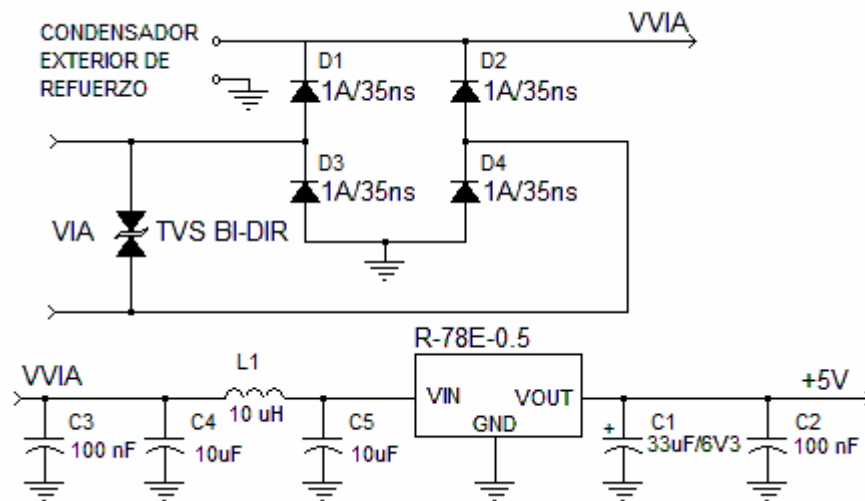 CONDENSADOR
EXTERIOR DE
REFUERZO
VVIA
D1
1A/35ns
D2
1A/35ns
D3
1A/35ns
D4
1A/35ns
VIA
TVS BI-DIR
R-78E-0.5
VVIA
L1
10 uH
VIN
VOUT
GND
+5V
C3
100 nF
C4
10uF
C5
10uF
+
C1
33uF/6V3
C2
100 nF